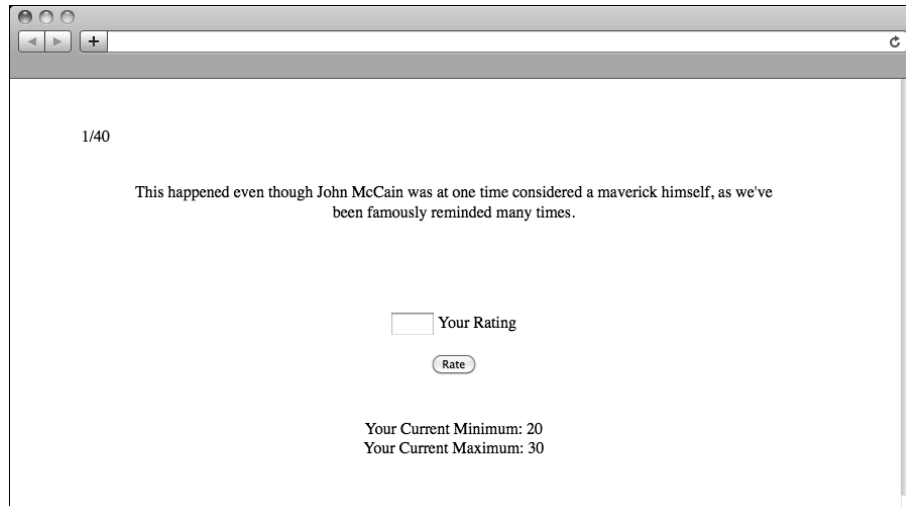 1/40
This happened even though John McCain was at one time considered a maverick himself, as we've
been famously reminded many times.
Your Rating
Rate
Your Current Minimum: 20
Your Current Maximum: 30